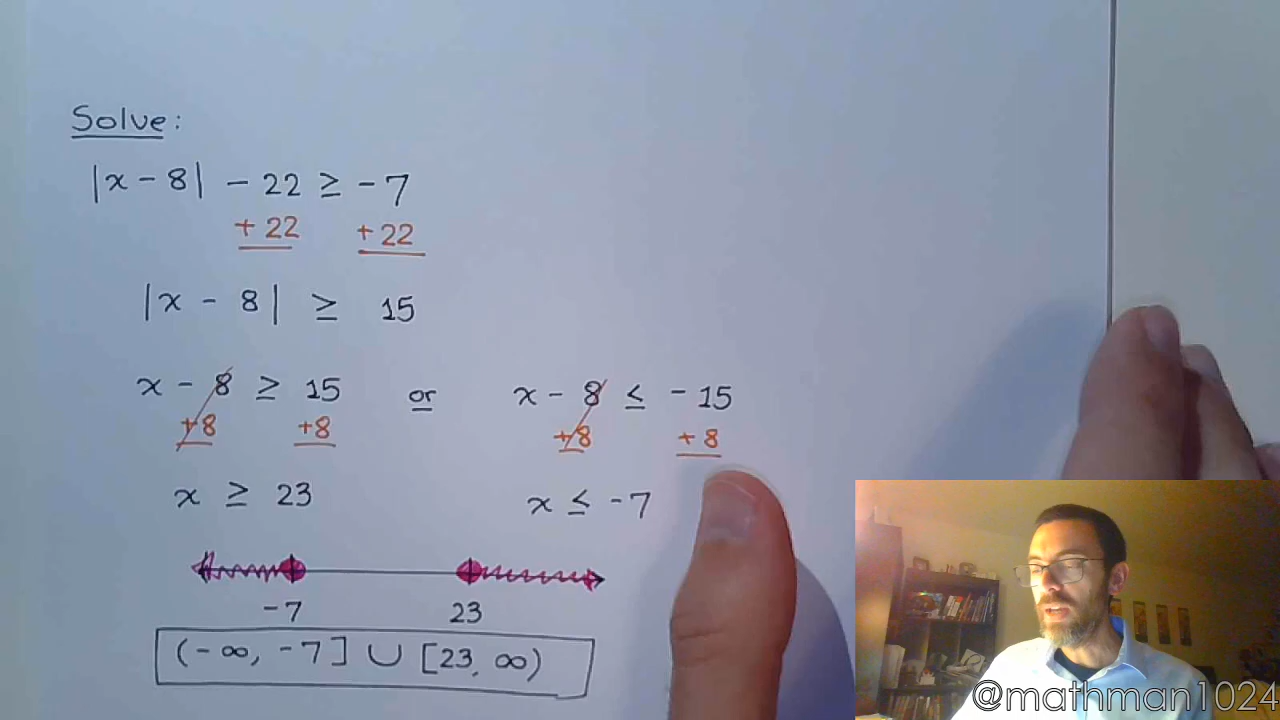 Solve:
|x - 8| - 22 ≥ -7
+ 22 + 22
|x - 8| ≥ 15
x - 8 ≥ 15 or x - 8 ≤ - 15
+8 +8 +8 + 8
x ≥ 23 x ≤ -7
-7 23
(-∞, -7] ∪ [23, ∞)
@mathman1024